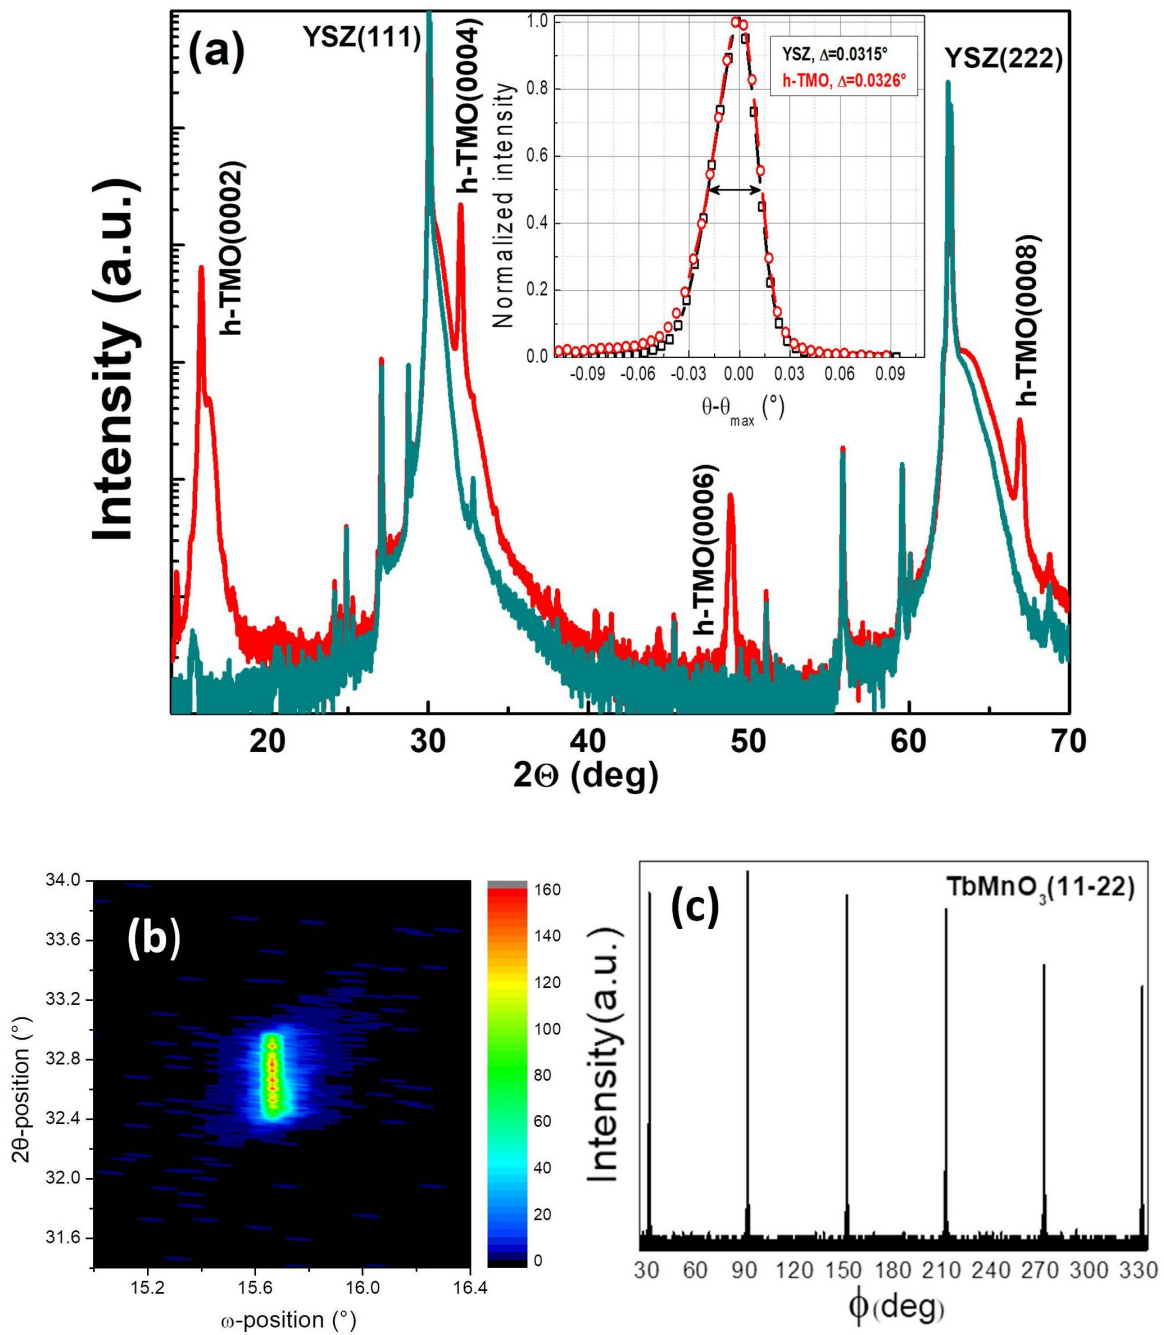 (a)
YSZ(111)
h-TMO(0004)
h-TMO(0002)
YSZ(222)
h-TMO(0008)
h-TMO(0006)
Intensity (a.u.)
20 30 40 50 60 70
2Θ (deg)
YSZ, Δ=0.0315°
h-TMO, Δ=0.0326°
Normalized intensity
1.0
0.8
0.6
0.4
0.2
0.0
-0.09 -0.06 -0.03 0.00 0.03 0.06 0.09
θ-θmax (°)
(b)
2θ-position (°)
34.0
33.6
33.2
32.8
32.4
32.0
31.6
15.2 15.6 16.0 16.4
ω-position (°)
160
140
120
100
80
60
40
20
0
(c)
TbMnO3(11-22)
Intensity(a.u.)
30 60 90 120 150 180 210 240 270 300 330
ϕ(deg)